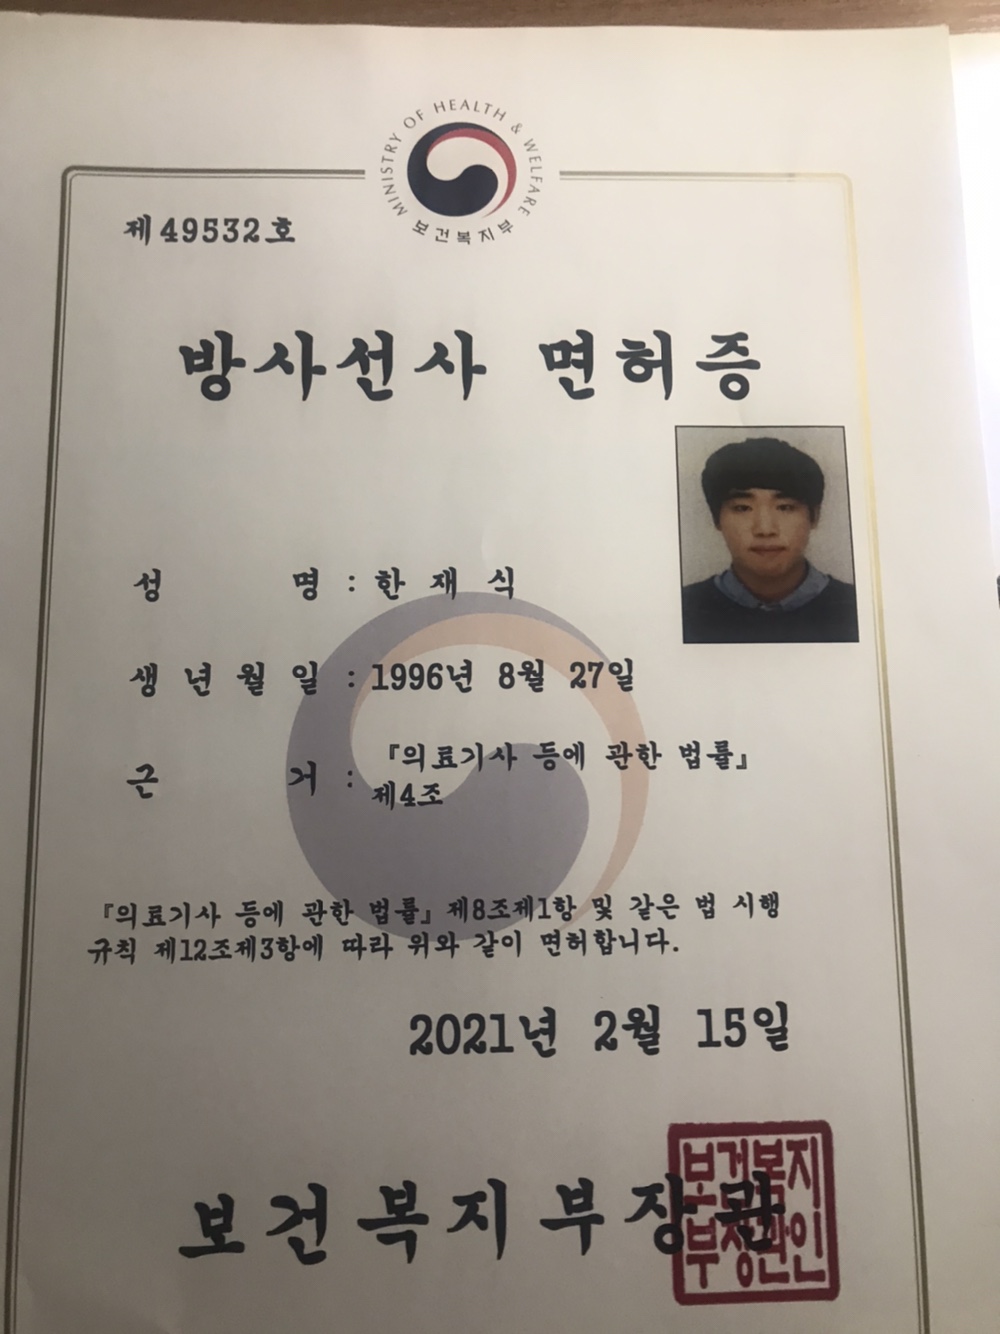 MINISTRY OF HEALTH & WELFARE
보건복지부
제49532호
방사선사 면허증
성 명 : 한 재 식
생 년 월 일 : 1996년 8월 27일
근 거 : 『의료기사 등에 관한 법률』
제4조
『의료기사 등에 관한 법률』 제8조제1항 및 같은 법 시행
규칙 제12조제3항에 따라 위와 같이 면허합니다.
2021년 2월 15일
보건복지부장관
보건복지
부장관인